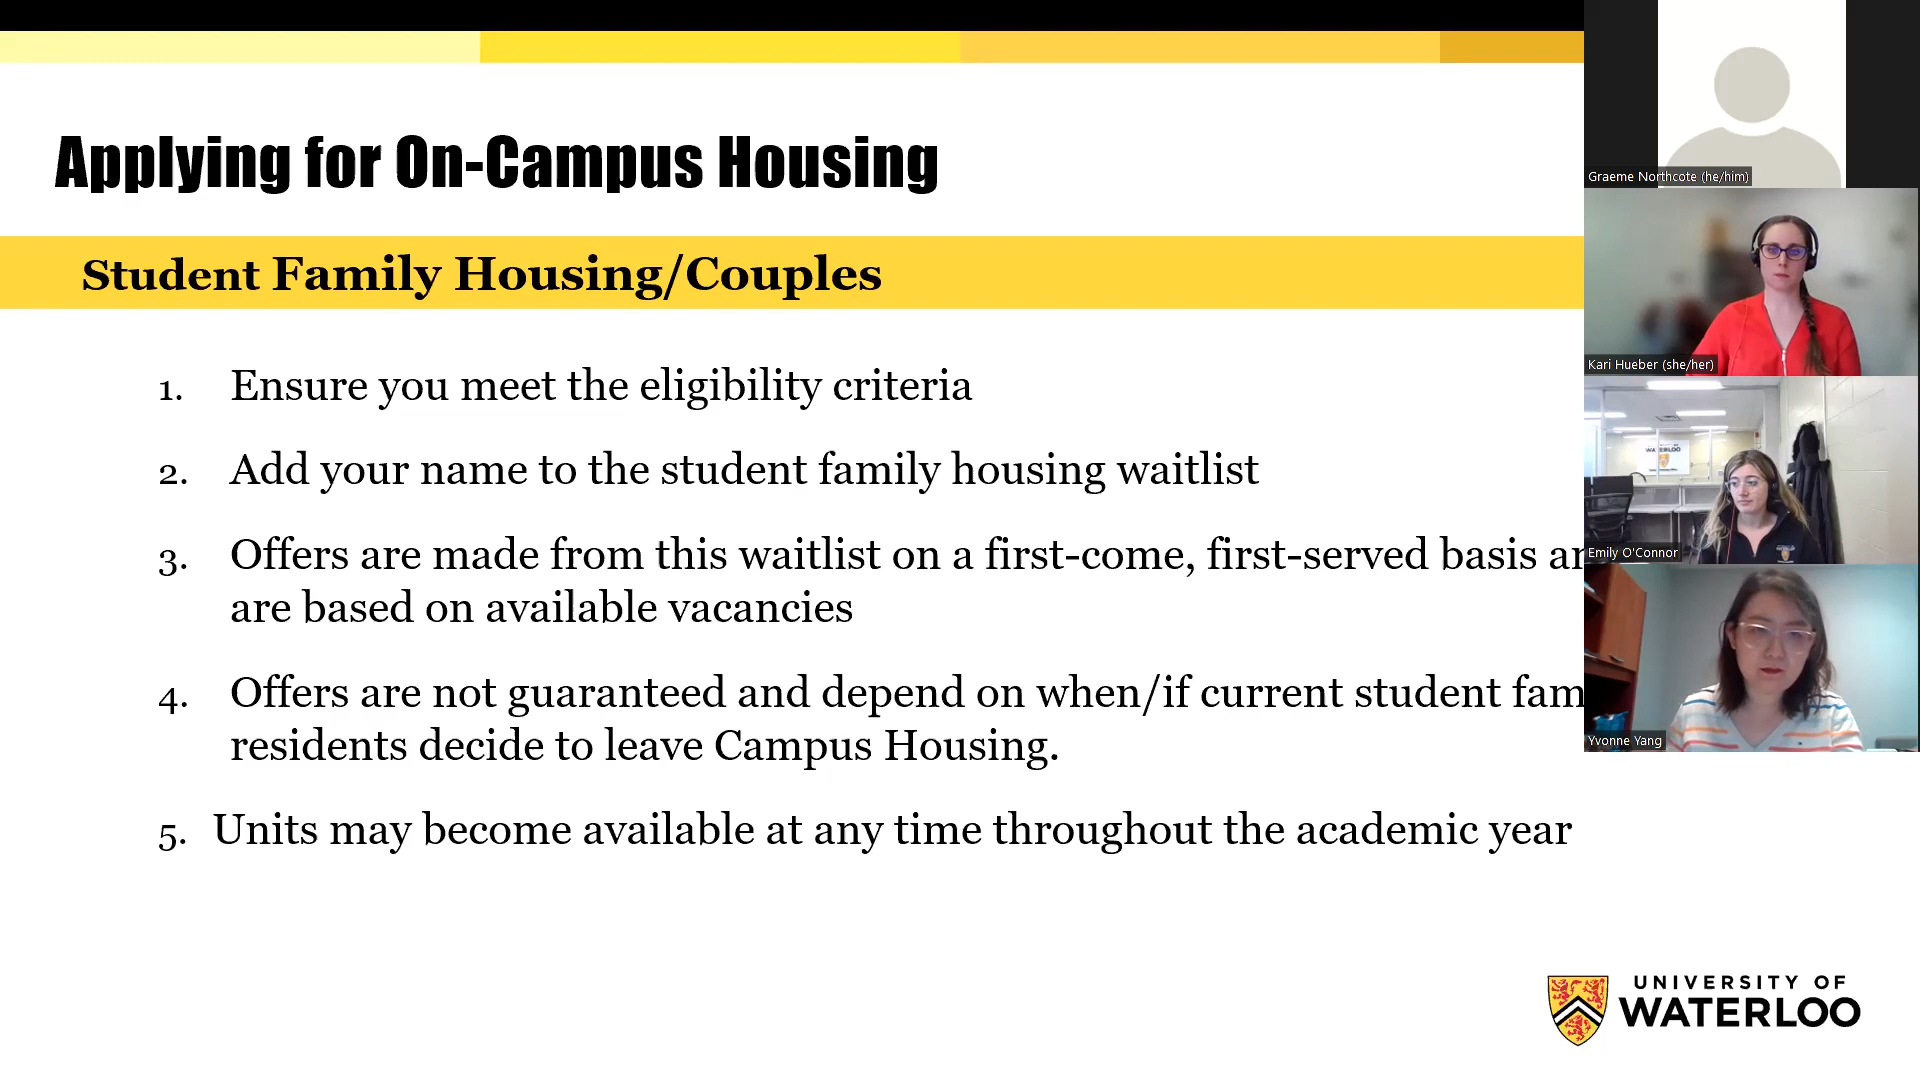 Applying for On-Campus Housing
Student Family Housing/Couples
1. Ensure you meet the eligibility criteria
2. Add your name to the student family housing waitlist
3. Offers are made from this waitlist on a first-come, first-served basis
are based on available vacancies
4. Offers are not guaranteed and depend on when/if current student
residents decide to leave Campus Housing.
5. Units may become available at any time throughout the academic year
UNIVERSITY OF
WATERLOO
Graeme Northcote (he/him)
Kari Hueber (she/her)
WATERLOO
Emily O'Connor
Yvonne Yang